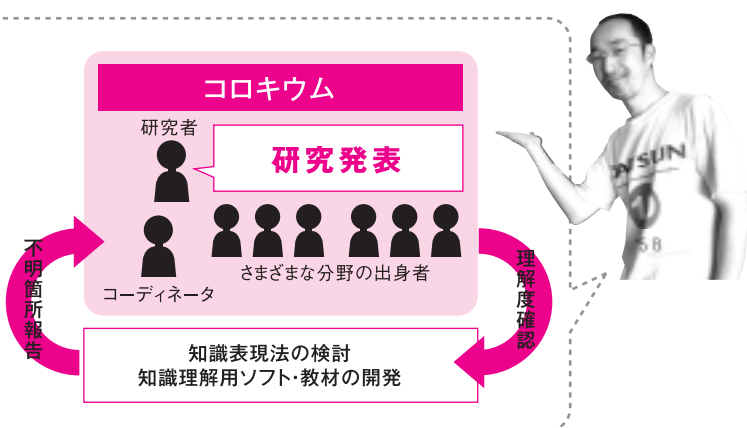 コロキウム
研究者
研究発表
コーディネータ
さまざまな分野の出身者
不明箇所報告
理解度確認
知識表現法の検討
知識理解用ソフト・教材の開発
SUN